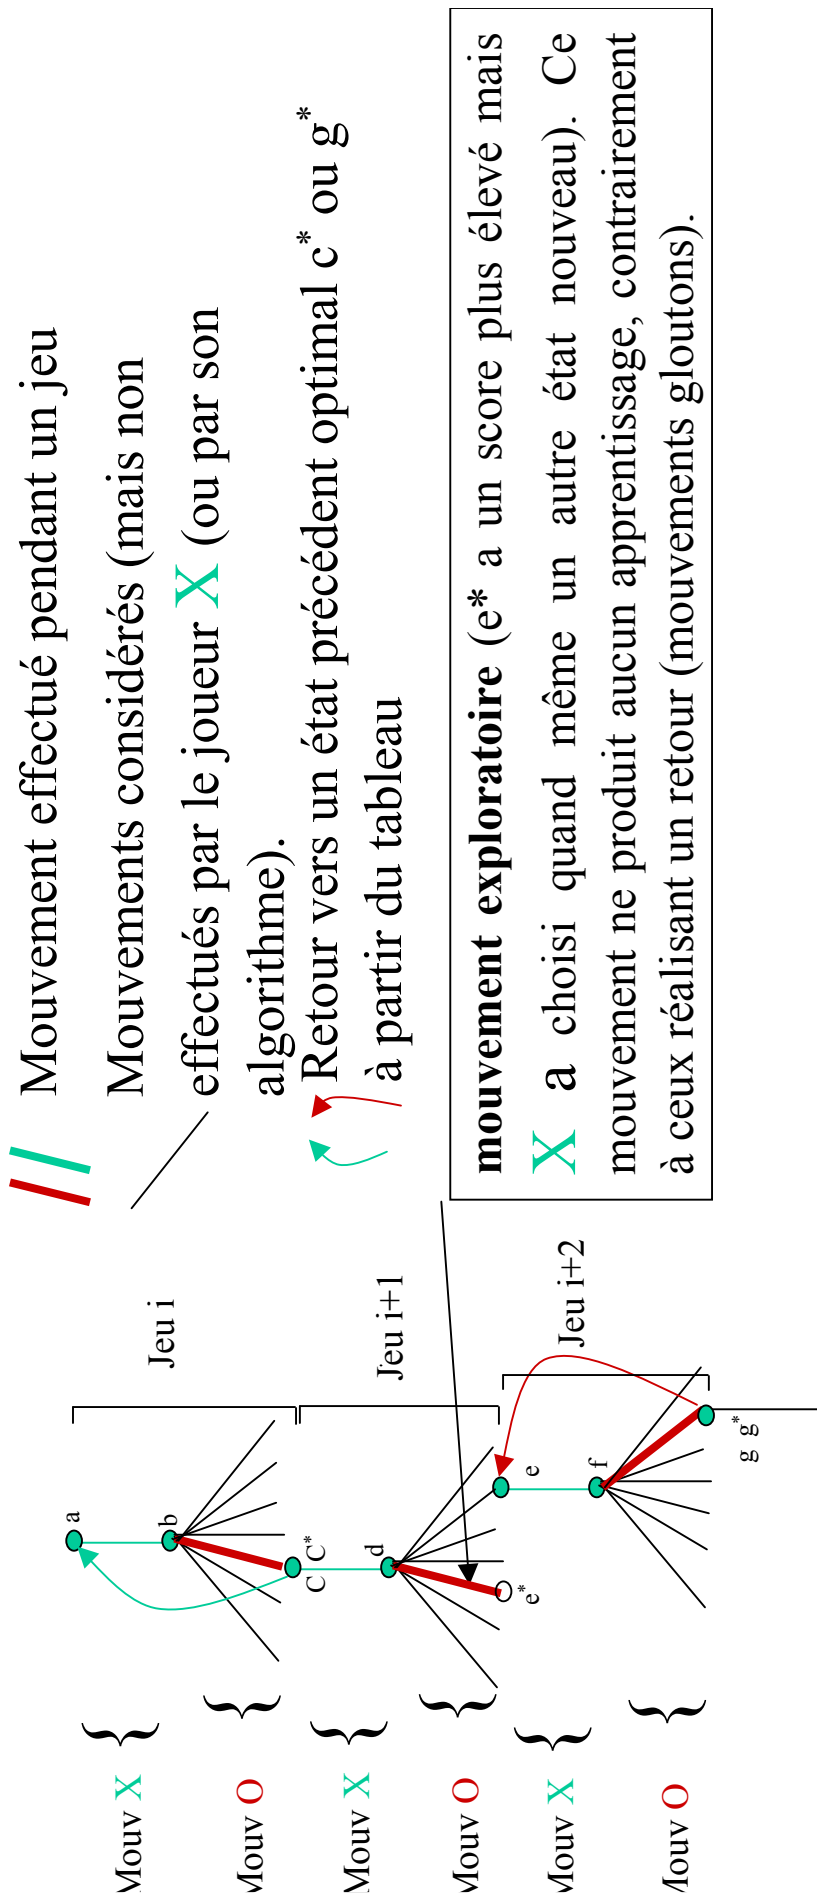 Mouvement effectué pendant un jeu
Mouvements considérés (mais non
effectués par le joueur X (ou par son
algorithme).
Retour vers un état précédent optimal c* ou g*
à partir du tableau
mouvement exploratoire (e* a un score plus élevé mais
X a choisi quand même un autre état nouveau). Ce
mouvement ne produit aucun apprentissage, contrairement
à ceux réalisant un retour (mouvements gloutons).
Jeu i
Jeu i+1
Jeu i+2
a
b
C C*
d
e*
e
f
g g*
Mouv X
Mouv O
Mouv X
Mouv O
Mouv X
Mouv O